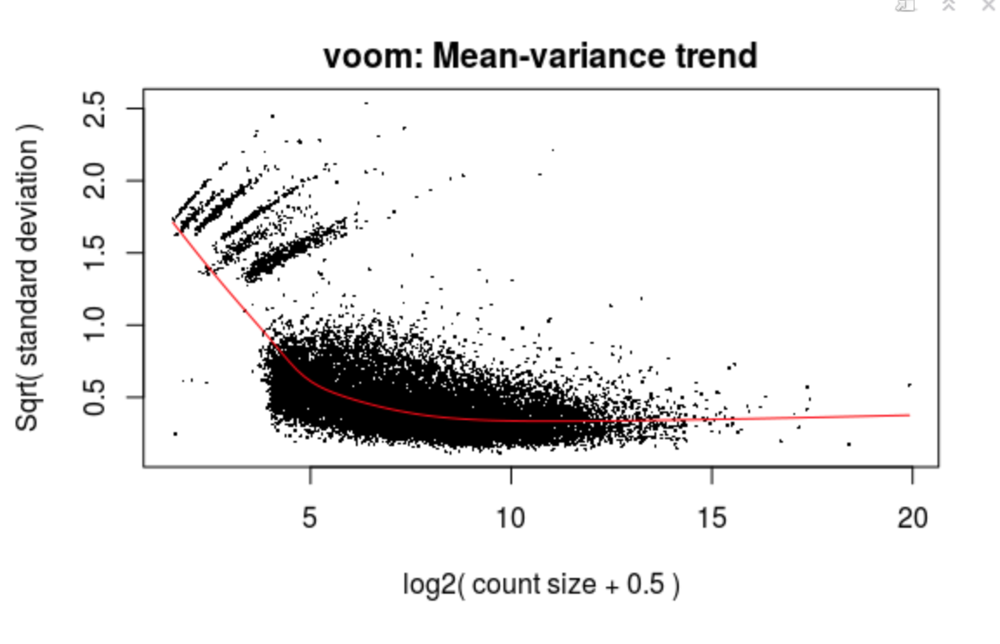 voom: Mean-variance trend
Sqrt( standard deviation )
2.5
2.0
1.5
1.0
0.5
5 10 15 20
log2( count size + 0.5 )